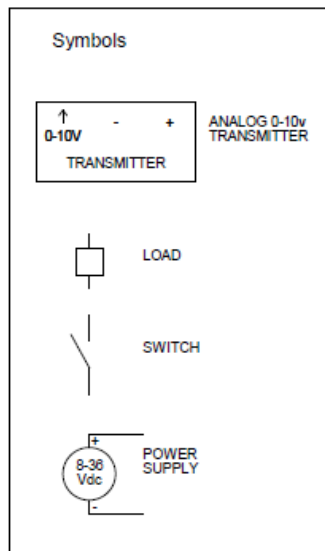 Symbols
↑ - +
0-10V
TRANSMITTER
ANALOG 0-10v
TRANSMITTER
LOAD
SWITCH
+
8-36
Vdc
-
POWER
SUPPLY